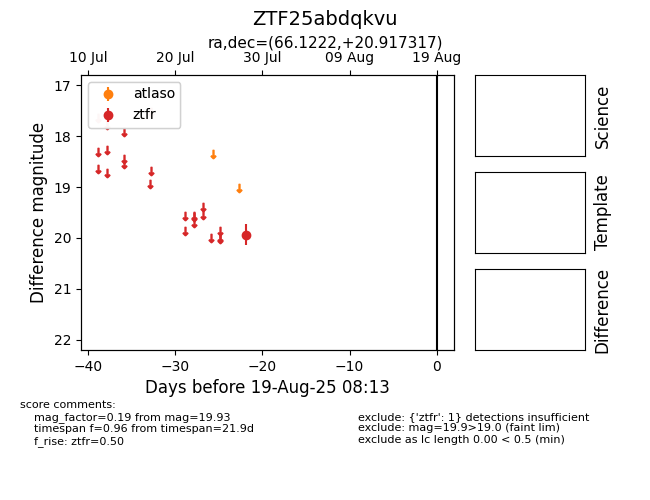 ZTF25abdqkvu
ra,dec=(66.1222,+20.917317)
10 Jul 20 Jul 30 Jul 09 Aug 19 Aug
atlaso
ztfr
17
18
19
20
21
22
Difference magnitude
−40 −30 −20 −10 0
Days before 19-Aug-25 08:13
Science
Template
Difference
score comments:
mag_factor=0.19 from mag=19.93
timespan f=0.96 from timespan=21.9d
f_rise: ztfr=0.50
exclude: {'ztfr': 1} detections insufficient
exclude: mag=19.9>19.0 (faint lim)
exclude as lc length 0.00 < 0.5 (min)